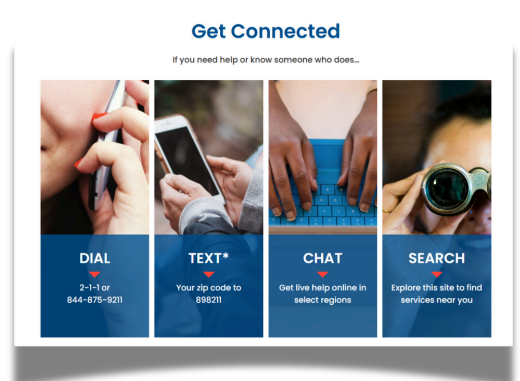 Get Connected
If you need help or know someone who does...
DIAL
2-1-1 or
844-875-9211
TEXT*
Your zip code to
898211
CHAT
Get live help online in
select regions
SEARCH
Explore this site to find
services near you